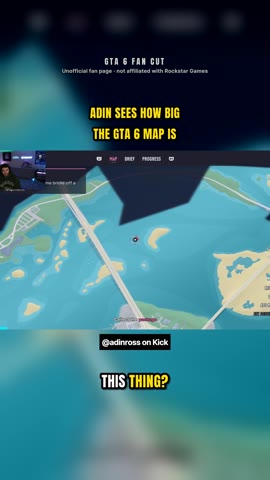 GTA 6 FAN CUT
Unofficial fan page - not affiliated with Rockstar Games
ADIN SEES HOW BIG
THE GTA 6 MAP IS
MAP BRIEF PROGRESS
@adinross on Kick
THIS THING?